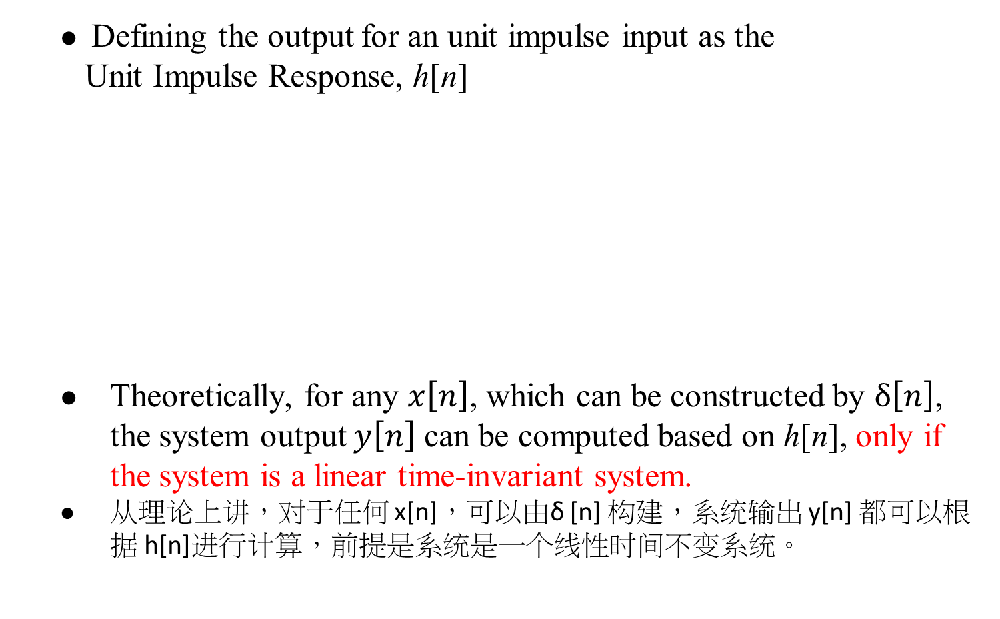 ● Defining the output for an unit impulse input as the
Unit Impulse Response, h[n]
● Theoretically, for any x[n], which can be constructed by δ[n],
the system output y[n] can be computed based on h[n], only if
the system is a linear time-invariant system.
● 从理论上讲，对于任何 x[n]，可以由δ [n] 构建，系统输出 y[n] 都可以根
据 h[n]进行计算，前提是系统是一个线性时间不变系统。